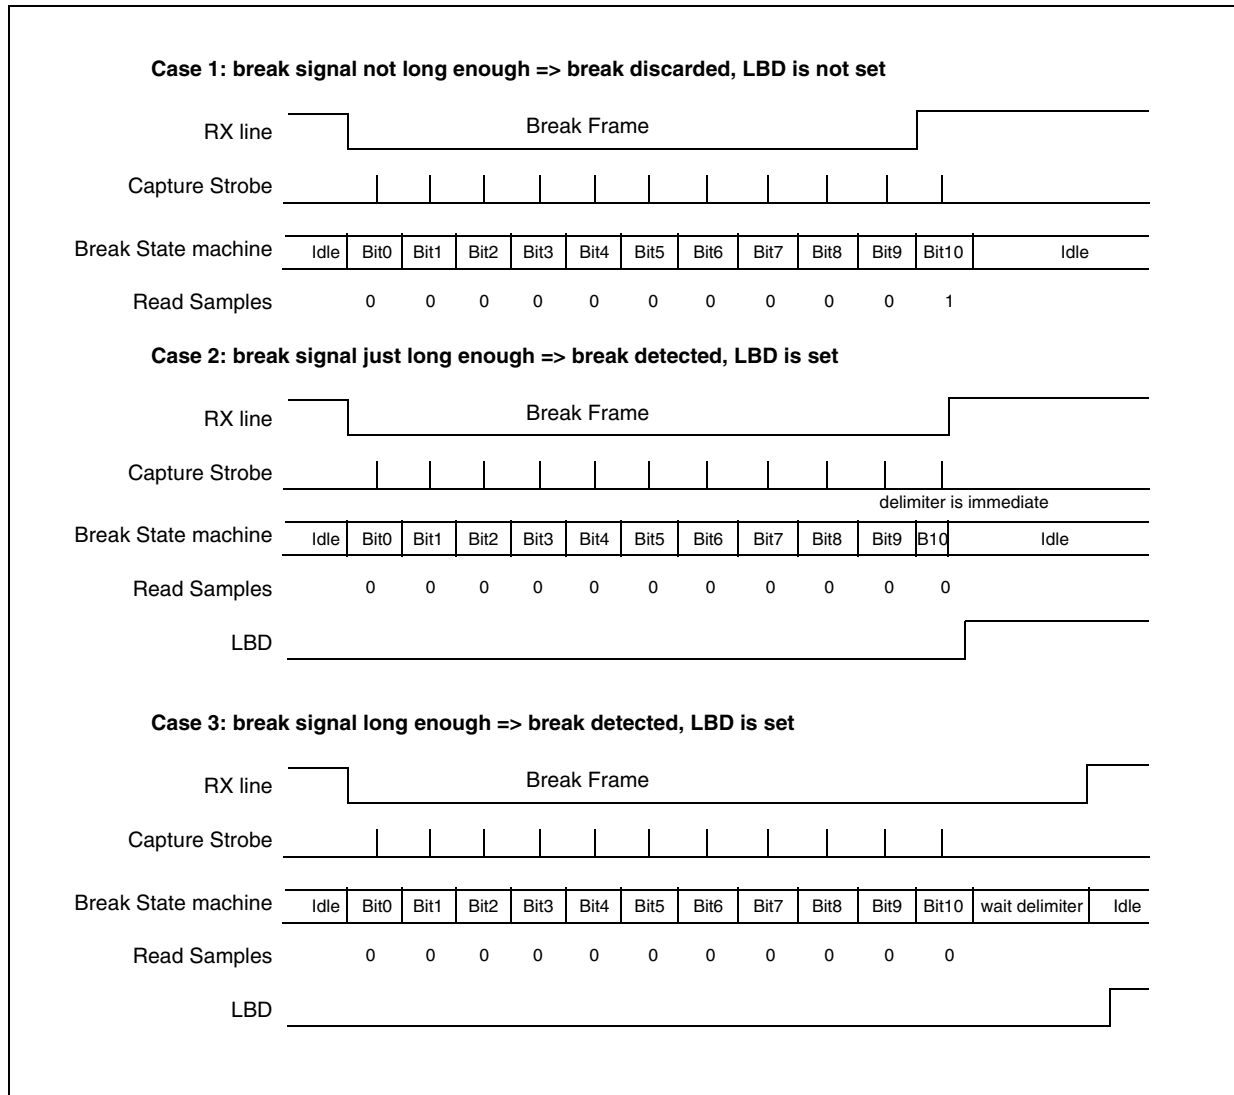 Case 1: break signal not long enough => break discarded, LBD is not set
RX line
Break Frame
Capture Strobe
Break State machine Idle Bit0 Bit1 Bit2 Bit3 Bit4 Bit5 Bit6 Bit7 Bit8 Bit9 Bit10 Idle
Read Samples 0 0 0 0 0 0 0 0 0 0 1
Case 2: break signal just long enough => break detected, LBD is set
RX line
Break Frame
Capture Strobe
delimiter is immediate
Break State machine Idle Bit0 Bit1 Bit2 Bit3 Bit4 Bit5 Bit6 Bit7 Bit8 Bit9 B10 Idle
Read Samples 0 0 0 0 0 0 0 0 0 0 0
LBD
Case 3: break signal long enough => break detected, LBD is set
RX line
Break Frame
Capture Strobe
Break State machine Idle Bit0 Bit1 Bit2 Bit3 Bit4 Bit5 Bit6 Bit7 Bit8 Bit9 Bit10 wait delimiter Idle
Read Samples 0 0 0 0 0 0 0 0 0 0 0
LBD